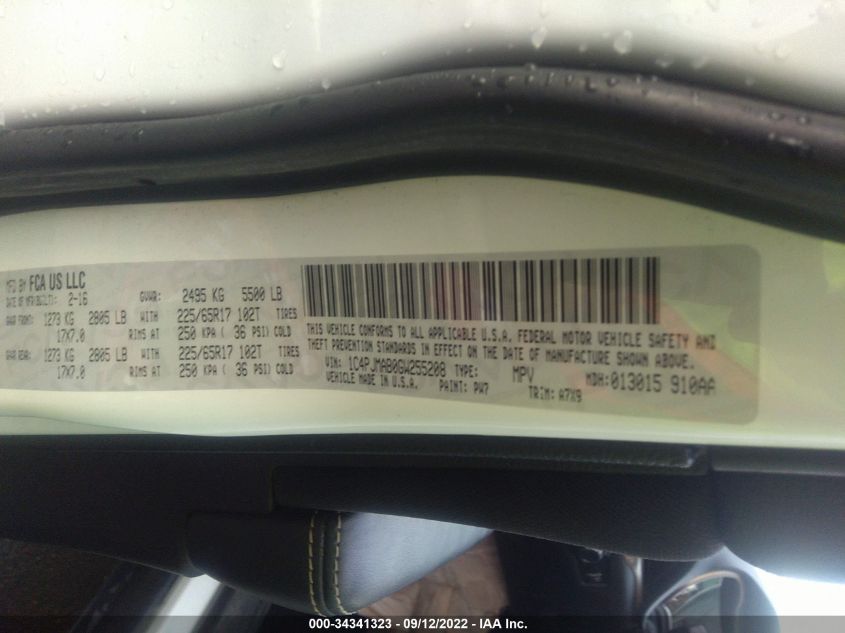 MFD BY FCA US LLC
DATE OF MFR(BUILT): 2-16 GVWR: 2495 KG 5500 LB
GAWR FRONT: 1273 KG 2805 LB WITH 225/65R17 102T TIRES
17X7.0 RIMS AT 250 KPA ( 36 PSI) COLD
GAWR REAR: 1273 KG 2805 LB WITH 225/65R17 102T TIRES
17X7.0 RIMS AT 250 KPA ( 36 PSI) COLD
THIS VEHICLE CONFORMS TO ALL APPLICABLE U.S.A. FEDERAL MOTOR VEHICLE SAFETY AND
THEFT PREVENTION STANDARDS IN EFFECT ON THE DATE OF MANUFACTURE SHOWN ABOVE.
VIN: 1C4PJMAB0GW255208 TYPE: MPV MDH:013015 910AA
VEHICLE MADE IN U.S.A. PAINT: PW7 TRIM: A7X9
000-34341323 - 09/12/2022 - IAA Inc.